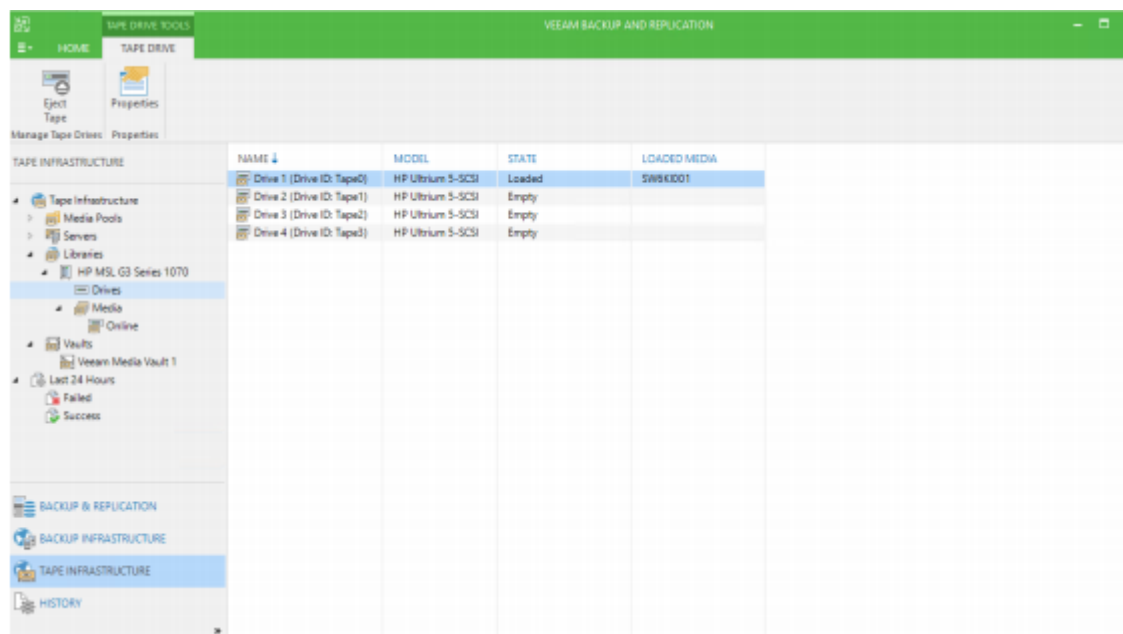 TAPE DRIVE TOOLS
VEEAM BACKUP AND REPLICATION
HOME
TAPE DRIVE
Eject
Tape
Properties
Manage Tape Drives
Properties
TAPE INFRASTRUCTURE
Tape Infrastructure
Media Pools
Servers
Libraries
HP MSL G3 Series 1070
Drives
Media
Online
Vaults
Veeam Media Vault 1
Last 24 Hours
Failed
Success
BACKUP & REPLICATION
BACKUP INFRASTRUCTURE
TAPE INFRASTRUCTURE
HISTORY
NAME MODEL STATE LOADED MEDIA
Drive 1 (Drive ID: Tape0) HP Ultrium 5-SCSI Loaded
Drive 2 (Drive ID: Tape1) HP Ultrium 5-SCSI Empty
Drive 3 (Drive ID: Tape2) HP Ultrium 5-SCSI Empty
Drive 4 (Drive ID: Tape3) HP Ultrium 5-SCSI Empty